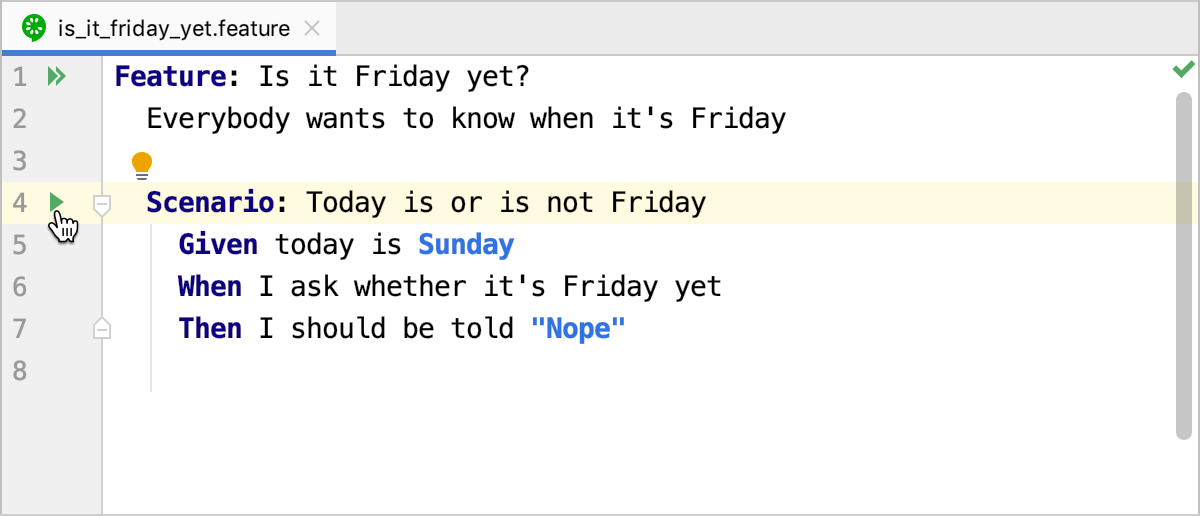 is_it_friday_yet.feature
1 Feature: Is it Friday yet?
2 Everybody wants to know when it's Friday
3
4 Scenario: Today is or is not Friday
5 Given today is Sunday
6 When I ask whether it's Friday yet
7 Then I should be told "Nope"
8